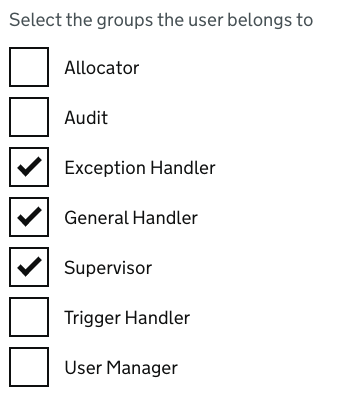 Select the groups the user belongs to
Allocator
Audit
Exception Handler
General Handler
Supervisor
Trigger Handler
User Manager